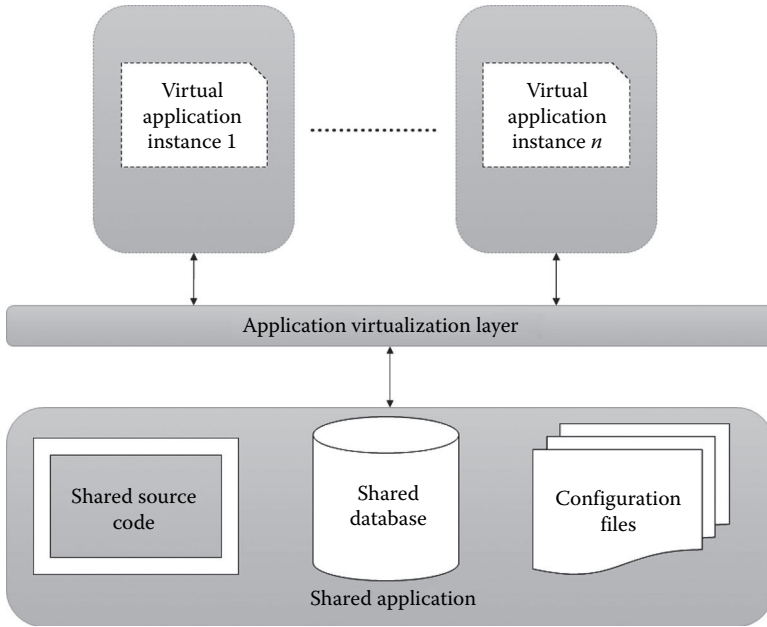 Virtual
application
instance 1
Virtual
application
instance n
Application virtualization layer
Shared source
code
Shared
database
Configuration
files
Shared application